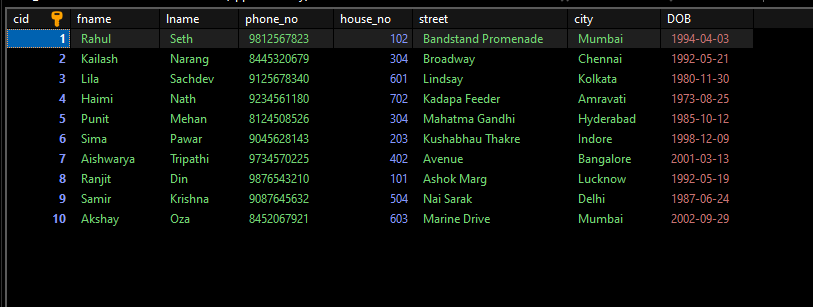 cid fname lname phone_no house_no street city DOB
1 Rahul Seth 9812567823 102 Bandstand Promenade Mumbai 1994-04-03
2 Kailash Narang 8445320679 304 Broadway Chennai 1992-05-21
3 Lila Sachdev 9125678340 601 Lindsay Kolkata 1980-11-30
4 Haimi Nath 9234561180 702 Kadapa Feeder Amravati 1973-08-25
5 Punit Mehan 8124508526 304 Mahatma Gandhi Hyderabad 1985-10-12
6 Sima Pawar 9045628143 203 Kushabhau Thakre Indore 1998-12-09
7 Aishwarya Tripathi 9734570225 402 Avenue Bangalore 2001-03-13
8 Ranjit Din 9876543210 101 Ashok Marg Lucknow 1992-05-19
9 Samir Krishna 9087645632 504 Nai Sarak Delhi 1987-06-24
10 Akshay Oza 8452067921 603 Marine Drive Mumbai 2002-09-29